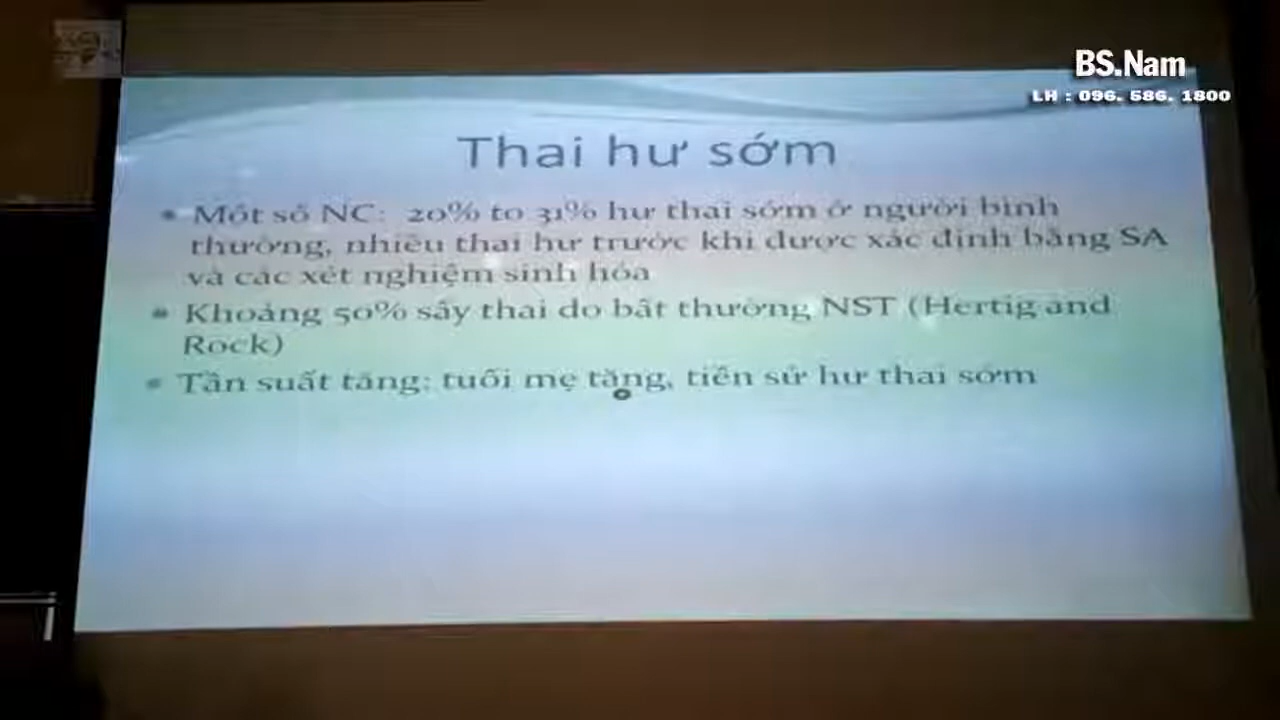 BS.Nam
LH : 096. 586. 1800
Thai hư sớm
Một số NC: 20% to 31% hư thai sớm ở người bình
thường, nhiều thai hư trước khi được xác định bằng SA
và các xét nghiệm sinh hóa
Khoảng 50% sẩy thai do bất thường NST (Hertig and
Rock)
Tần suất tăng: tuổi mẹ tăng, tiền sử hư thai sớm